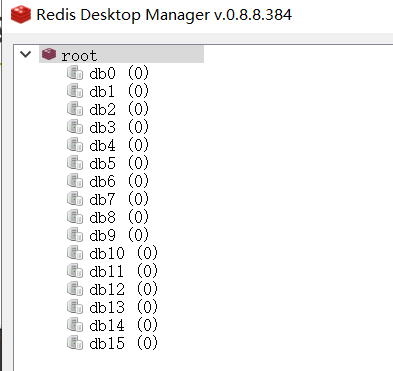 Redis Desktop Manager v.0.8.8.384
root
db0 (0)
db1 (0)
db2 (0)
db3 (0)
db4 (0)
db5 (0)
db6 (0)
db7 (0)
db8 (0)
db9 (0)
db10 (0)
db11 (0)
db12 (0)
db13 (0)
db14 (0)
db15 (0)